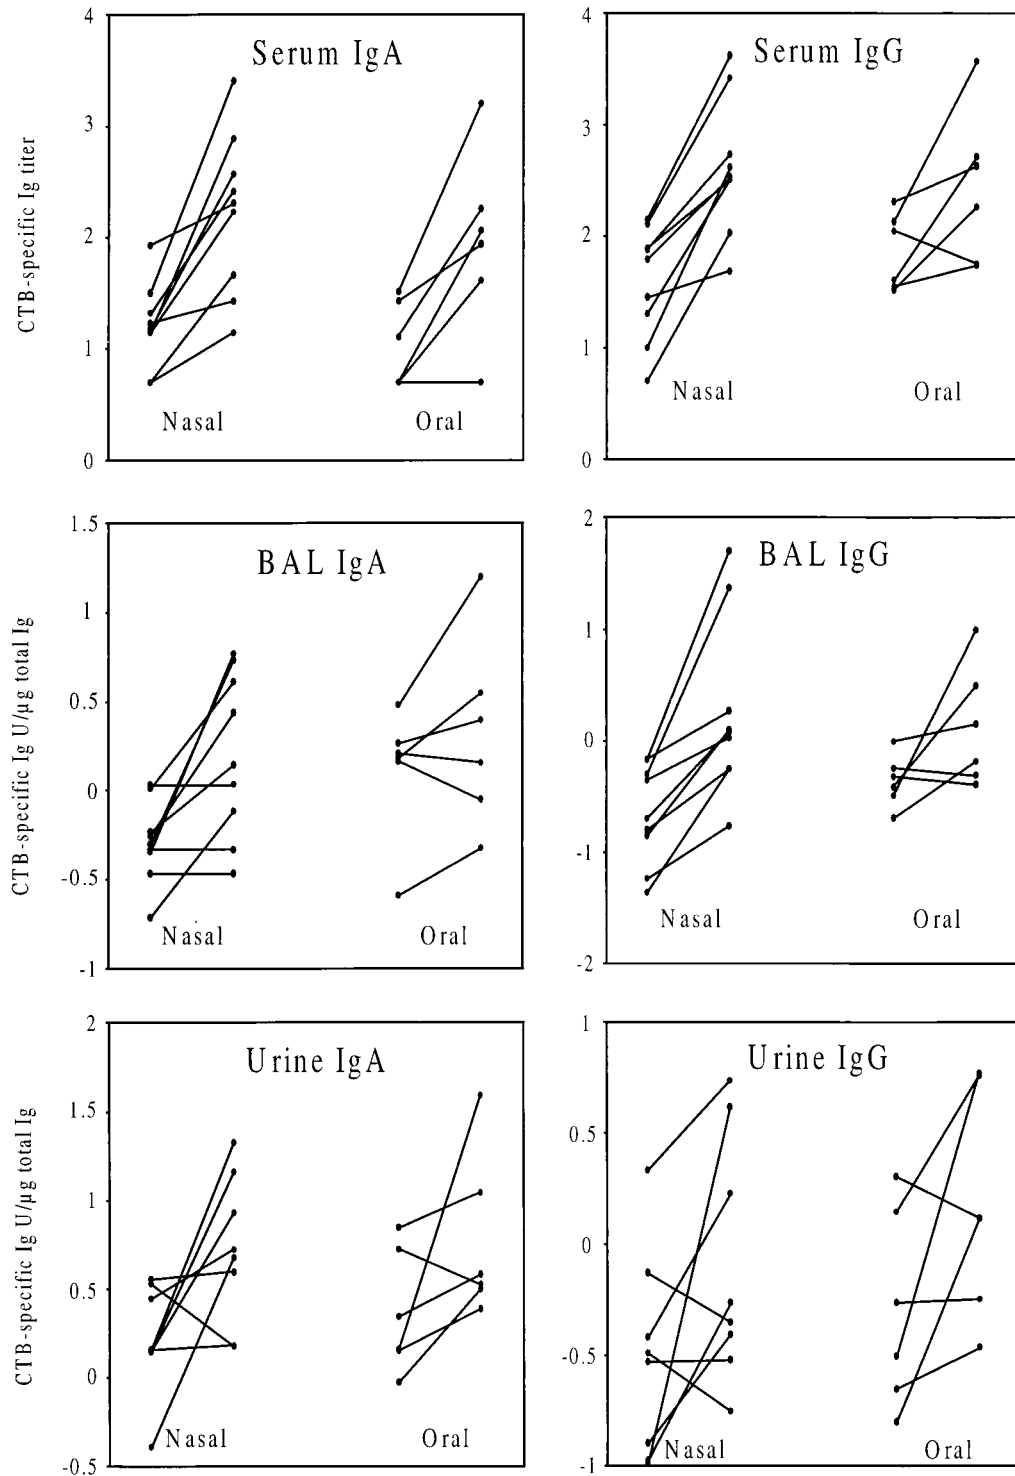 4
Serum IgA
3
2
1
0
Nasal
Oral
CTB-specific Ig titer
4
Serum IgG
3
2
1
0
Nasal
Oral
1.5
BAL IgA
1
0.5
0
-0.5
-1
Nasal
Oral
CTB-specific Ig U/µg total Ig
2
BAL IgG
1
0
-1
-2
Nasal
Oral
2
Urine IgA
1.5
1
0.5
0
-0.5
Nasal
Oral
CTB-specific Ig U/µg total Ig
1
Urine IgG
0.5
0
-0.5
-1
Nasal
Oral